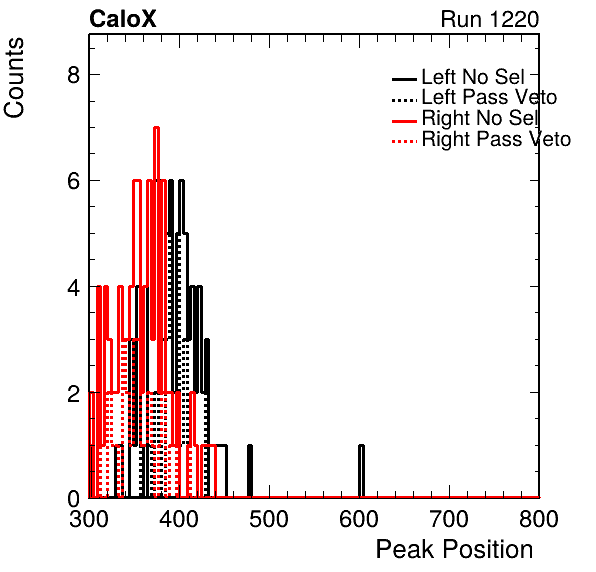 CaloX Run 1220
Counts
8
6
4
2
0
Left No Sel
Left Pass Veto
Right No Sel
Right Pass Veto
300 400 500 600 700 800
Peak Position